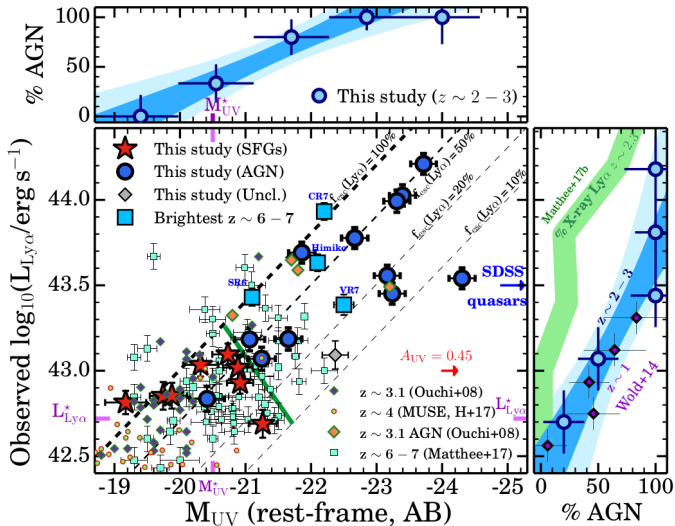 % AGN
100
50
0
M*UV
This study (z ∼ 2 − 3)
Observed log10(LLyα/erg s−1)
44.0
43.5
43.0
42.5
L*Lyα
This study (SFGs)
This study (AGN)
This study (Uncl.)
Brightest z ∼ 6 − 7
fesc(Lyα)=100%
fesc(Lyα)=50%
fesc(Lyα)=20%
fesc(Lyα)=10%
CR7
Himiko
SR6
VR7
SDSS
quasars
AUV = 0.45
z ∼ 3.1 (Ouchi+08)
z ∼ 4 (MUSE, H+17)
z ∼ 3.1 AGN (Ouchi+08)
z ∼ 6 − 7 (Matthee+17)
M*UV
-19 -20 -21 -22 -23 -24 -25
MUV (rest-frame, AB)
Matthee+17b
% X-ray Lyα z ∼ 2.3
z ∼ 2−3
z ∼ 1
Wold+14
L*Lyα
0 50 100
% AGN